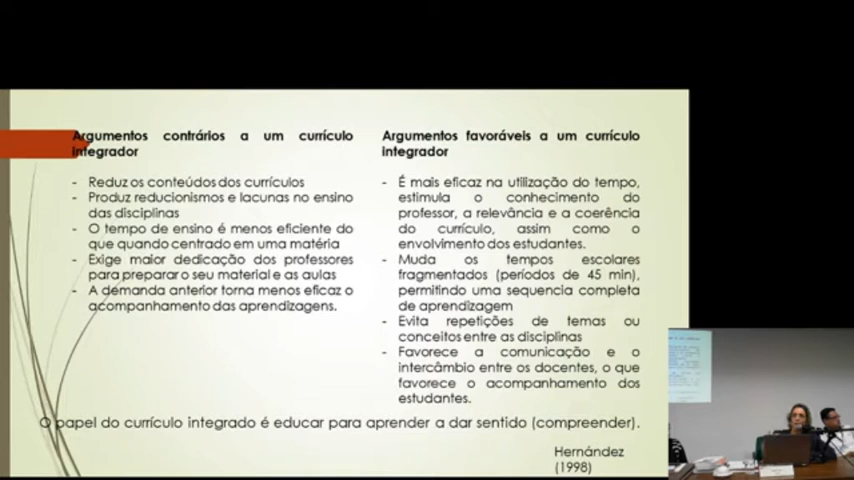 Argumentos contrários a um currículo
integrador
- Reduz os conteúdos dos currículos
- Produz reducionismos e lacunas no ensino
das disciplinas
- O tempo de ensino é menos eficiente do
que quando centrado em uma matéria
- Exige maior dedicação dos professores
para preparar o seu material e as aulas
- A demanda anterior torna menos eficaz o
acompanhamento das aprendizagens.
Argumentos favoráveis a um currículo
integrador
- É mais eficaz na utilização do tempo,
estimula o conhecimento do
professor, a relevância e a coerência
do currículo, assim como o
envolvimento dos estudantes.
- Muda os tempos escolares
fragmentados (períodos de 45 min),
permitindo uma sequencia completa
de aprendizagem
- Evita repetições de temas ou
conceitos entre as disciplinas
- Favorece a comunicação e o
intercâmbio entre os docentes, o que
favorece o acompanhamento dos
estudantes.
O papel do currículo integrado é educar para aprender a dar sentido (compreender).
Hernández
(1998)